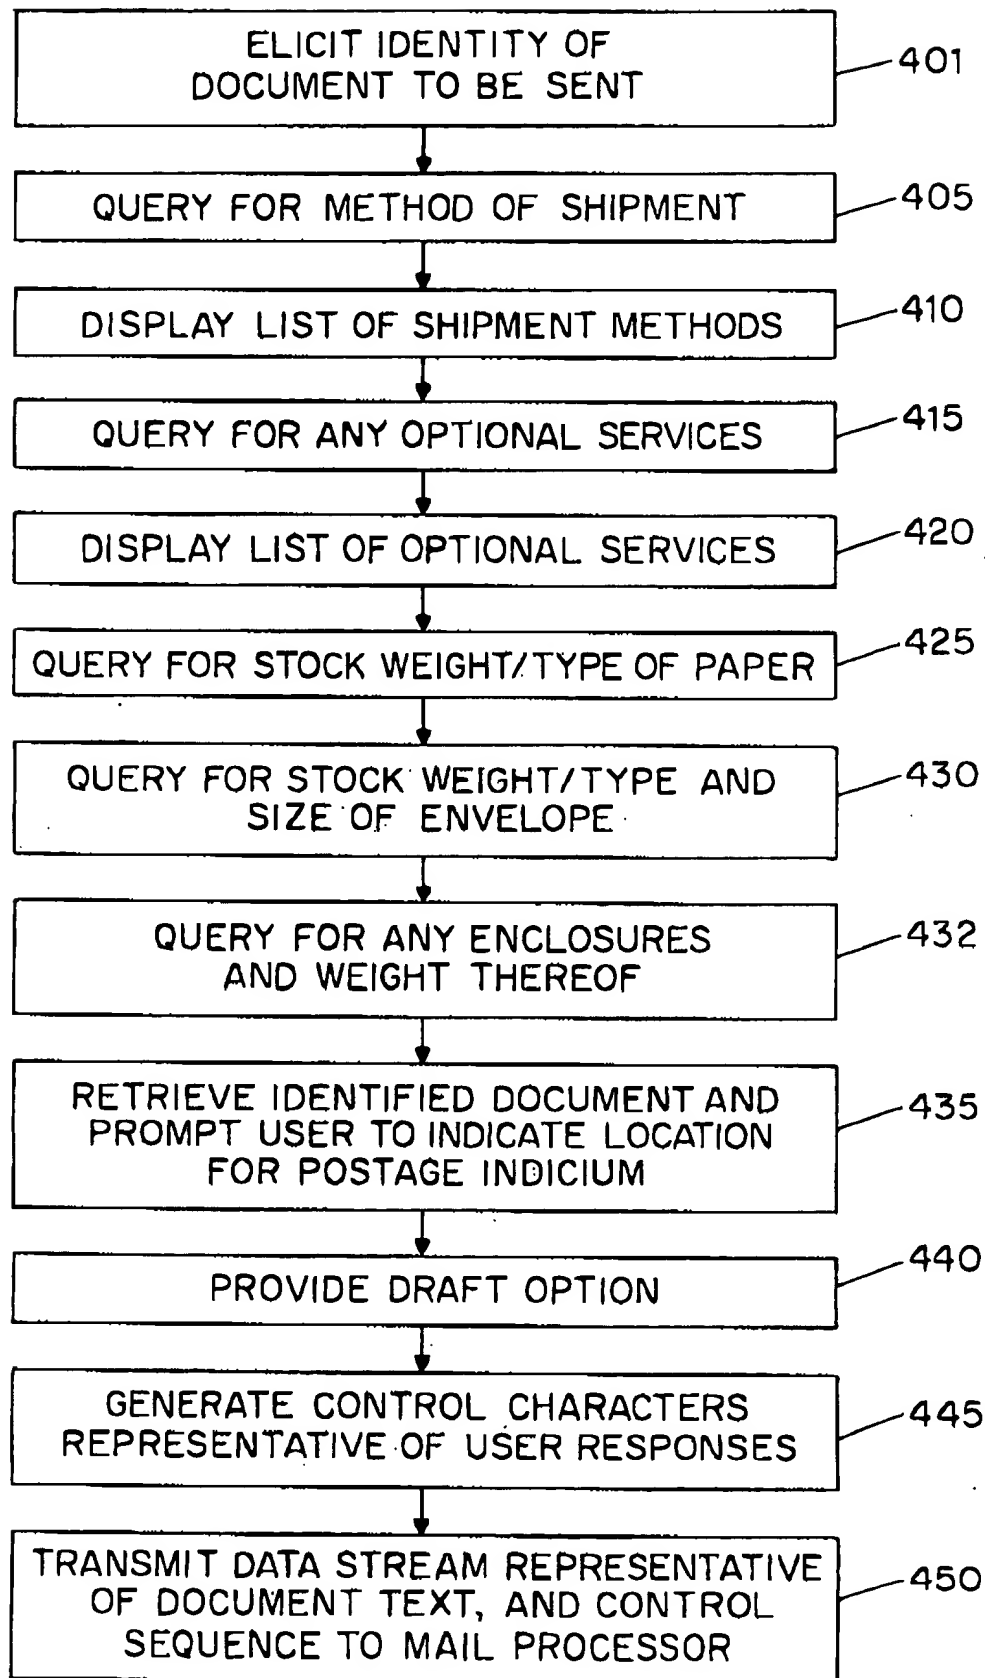 ELICIT IDENTITY OF
DOCUMENT TO BE SENT
401
QUERY FOR METHOD OF SHIPMENT
405
DISPLAY LIST OF SHIPMENT METHODS
410
QUERY FOR ANY OPTIONAL SERVICES
415
DISPLAY LIST OF OPTIONAL SERVICES
420
QUERY FOR STOCK WEIGHT/TYPE OF PAPER
425
QUERY FOR STOCK WEIGHT/TYPE AND
SIZE OF ENVELOPE
430
QUERY FOR ANY ENCLOSURES
AND WEIGHT THEREOF
432
RETRIEVE IDENTIFIED DOCUMENT AND
PROMPT USER TO INDICATE LOCATION
FOR POSTAGE INDICIUM
435
PROVIDE DRAFT OPTION
440
GENERATE CONTROL CHARACTERS
REPRESENTATIVE OF USER RESPONSES
445
TRANSMIT DATA STREAM REPRESENTATIVE
OF DOCUMENT TEXT, AND CONTROL
SEQUENCE TO MAIL PROCESSOR
450